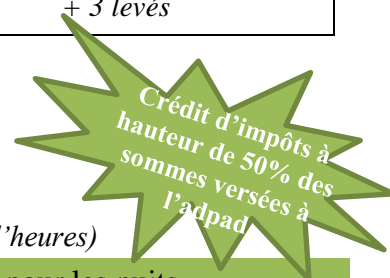 + 3 levés
Crédit d’impôts à
hauteur de 50% des
sommes versées à
l’adpad
’heures)
pour les nuits